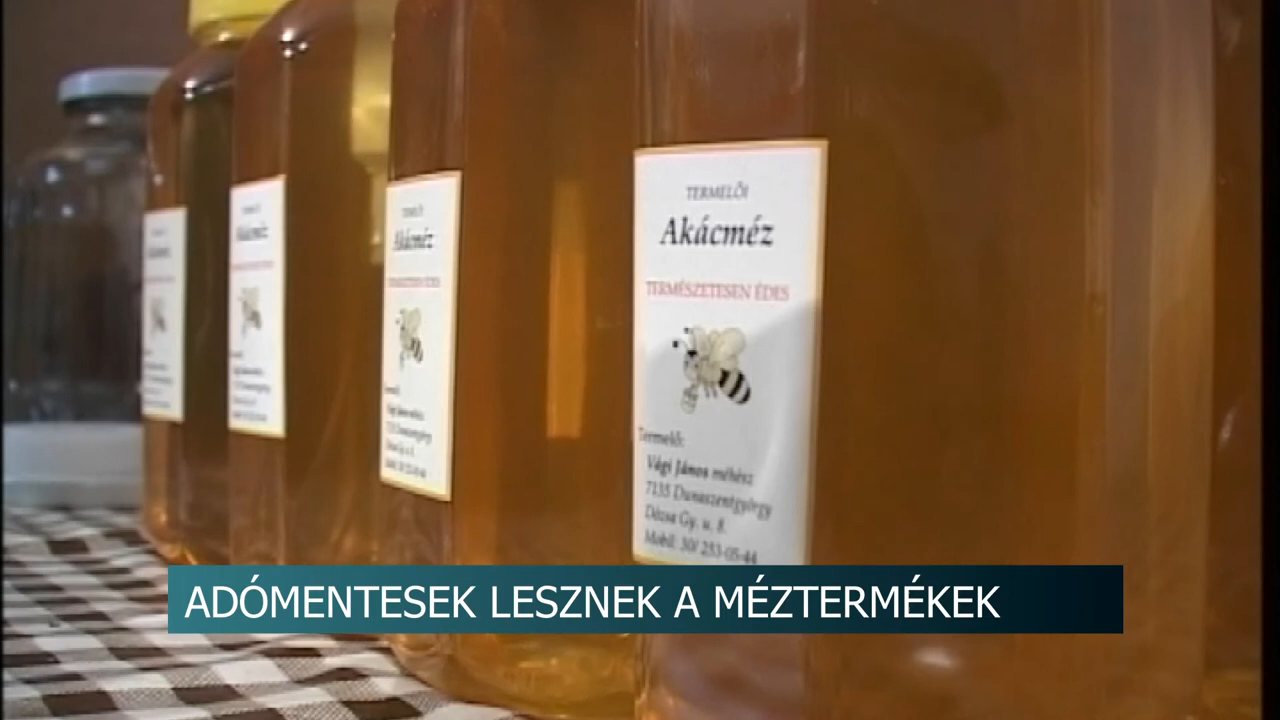 TERMELŐI
Akácméz
TERMÉSZETESEN ÉDES
Termelő:
Vági János méhész
7135 Dunaszentgyörgy
Dózsa Gy. u. 8.
Mobil: 30/ 253-05-44
Akácméz
Akácméz
ADÓMENTESEK LESZNEK A MÉZTERMÉKEK